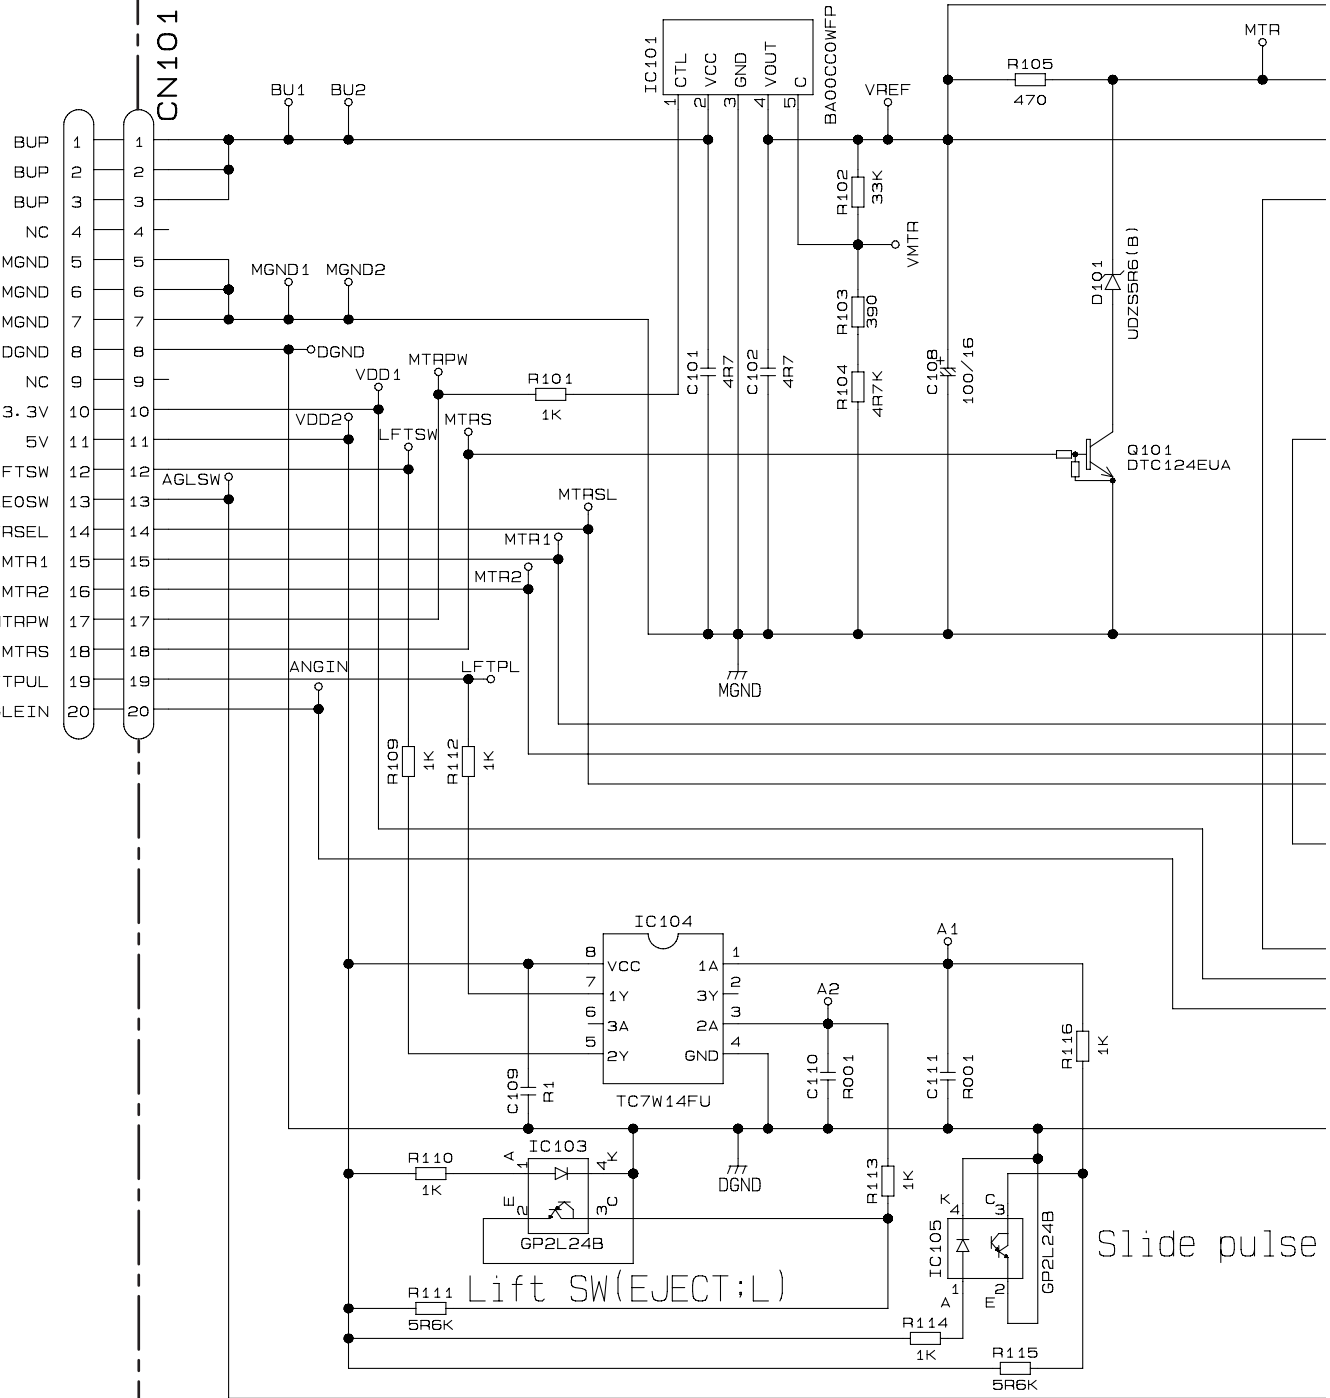 CN101
BUP 1 1
BUP 2 2
BUP 3 3
NC 4 4
MGND 5 5
MGND 6 6
MGND 7 7
DGND 8 8
NC 9 9
3.3V 10 10
5V 11 11
FTSW 12 12
EOSW 13 13
RSEL 14 14
MTR1 15 15
MTR2 16 16
TRPW 17 17
MTRS 18 18
TPUL 19 19
LEIN 20 20
BU1
BU2
MGND1
MGND2
DGND
MTRPW
VDD1
VDD2
LFTSW
MTRS
AGLSW
MTRSL
MTR1
MTR2
ANGIN
LFTPL
R101
1K
IC101
CTL
VCC
GND
VOUT
C
1
2
3
4
5
BA00CC0WFP
VREF
R102
33K
VMTR
R103
390
R104
4R7K
C101
4R7
C102
4R7
C108
+
100/16
R105
470
MTR
D101
UDZS5R6(B)
Q101
DTC124EUA
MGND
R109
1K
R112
1K
IC104
8 VCC
7 1Y
6 3A
5 2Y
1A 1
3Y 2
2A 3
GND 4
TC7W14FU
A1
A2
C109
R1
C110
R001
C111
R001
R116
1K
R110
1K
IC103
A
1
4
K
E
2
3
C
GP2L24B
DGND
R113
1K
K
4
C
3
IC105
GP2L24B
A
1
E
2
Slide pulse
Lift SW(EJECT;L)
R111
5R6K
R114
1K
R115
5R6K